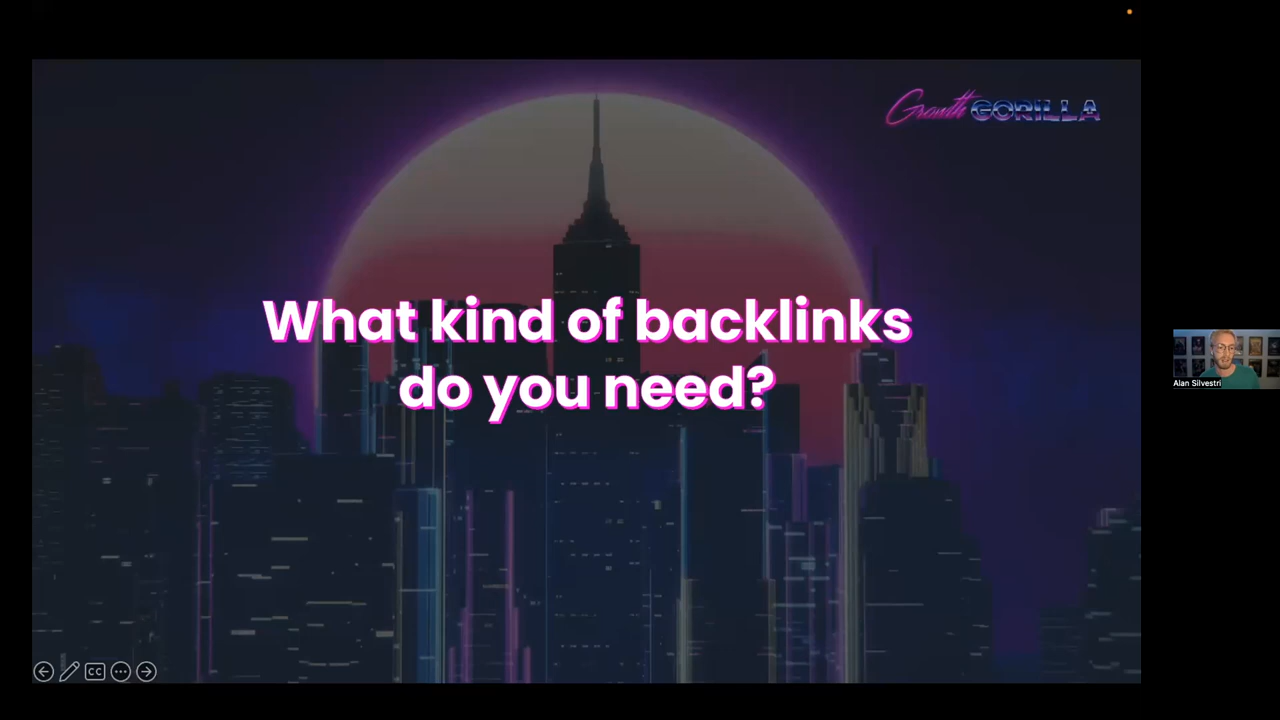 Growth GORILLA
What kind of backlinks
do you need?
Alan Silvestri
CC